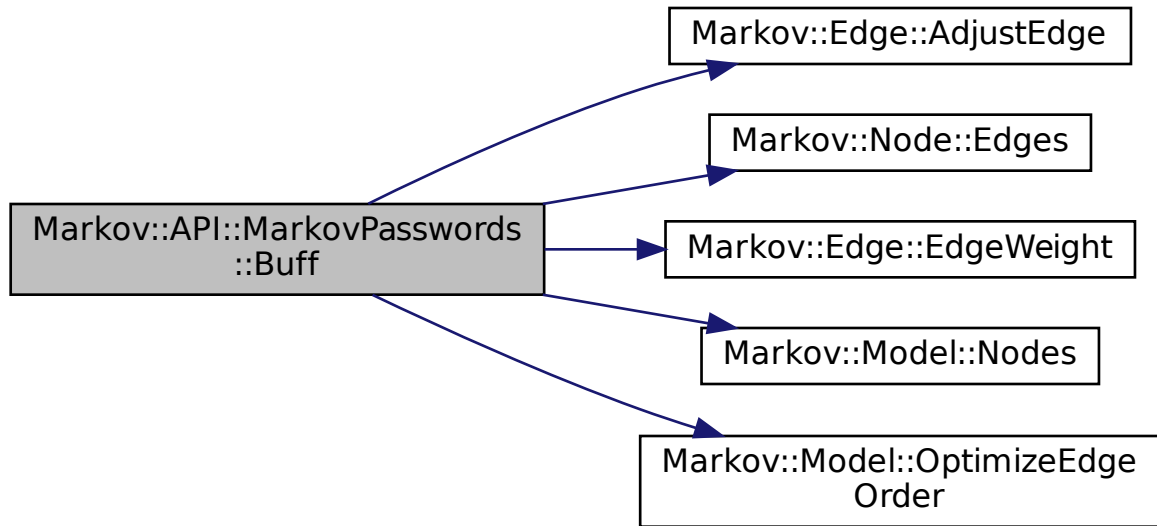 Markov::Edge::AdjustEdge
Markov::Node::Edges
Markov::API::MarkovPasswords
::Buff
Markov::Edge::EdgeWeight
Markov::Model::Nodes
Markov::Model::OptimizeEdge
Order